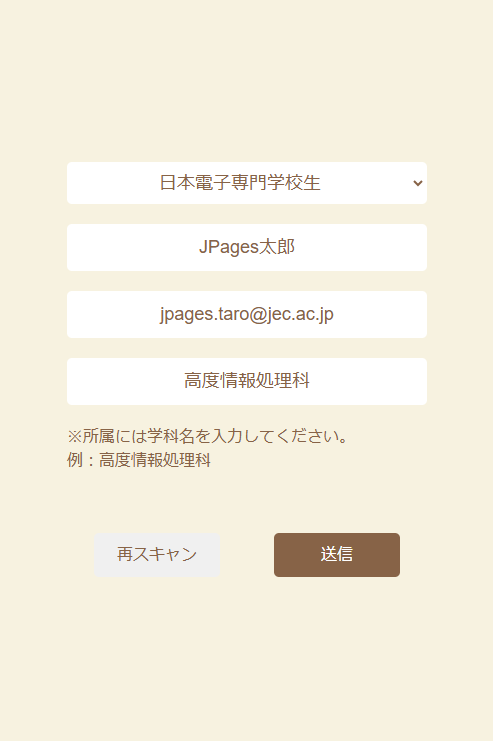 日本電子専門学校生
JPages太郎
jpages.taro@jec.ac.jp
高度情報処理科
※所属には学科名を入力してください。
例：高度情報処理科
再スキャン
送信